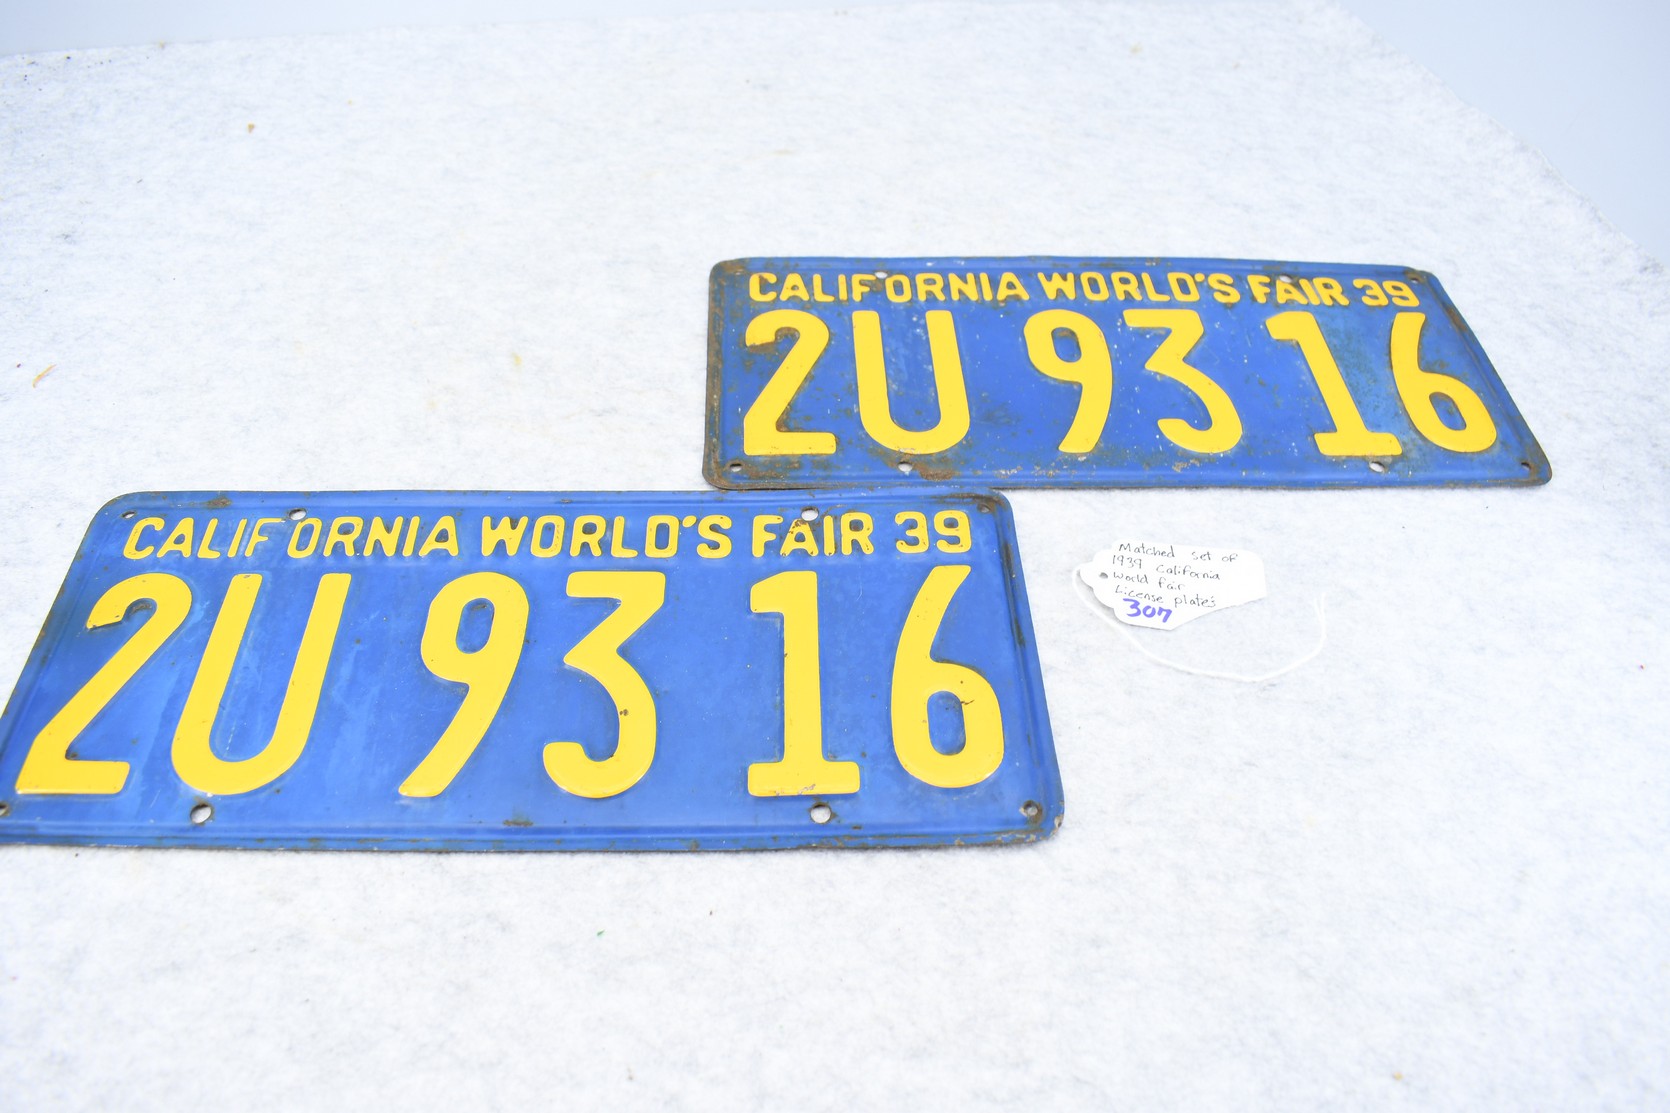 CALIFORNIA WORLD'S FAIR 39
2U 93 16
CALIFORNIA WORLD'S FAIR 39
2U 93 16
Matched set of
1939 California
World fair
License plates
307